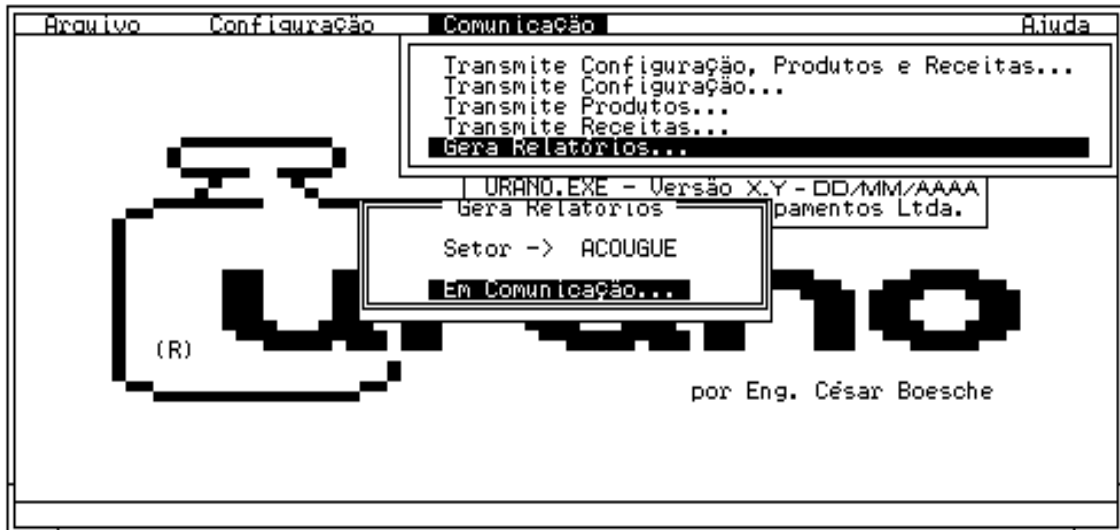 Arquivo Configuração Comunicação Ajuda
Transmite Configuração, Produtos e Receitas...
Transmite Configuração...
Transmite Produtos...
Transmite Receitas...
Gera Relatórios...
URANO.EXE - Versão X.Y - DD/MM/AAAA
pamentos Ltda.
Gera Relatórios
Setor -> ACOUGUE
Em Comunicação...
urano
(R)
por Eng. César Boesche